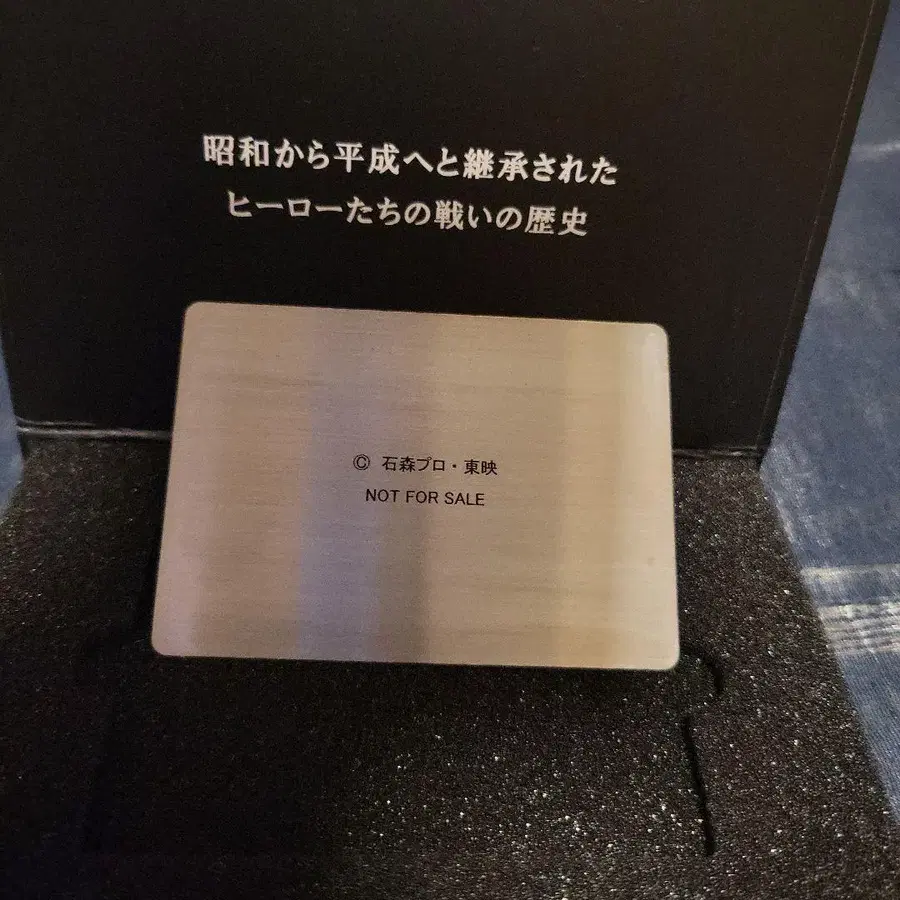 昭和から平成へと継承された
ヒーローたちの戦いの歴史
© 石森プロ・東映
NOT FOR SALE